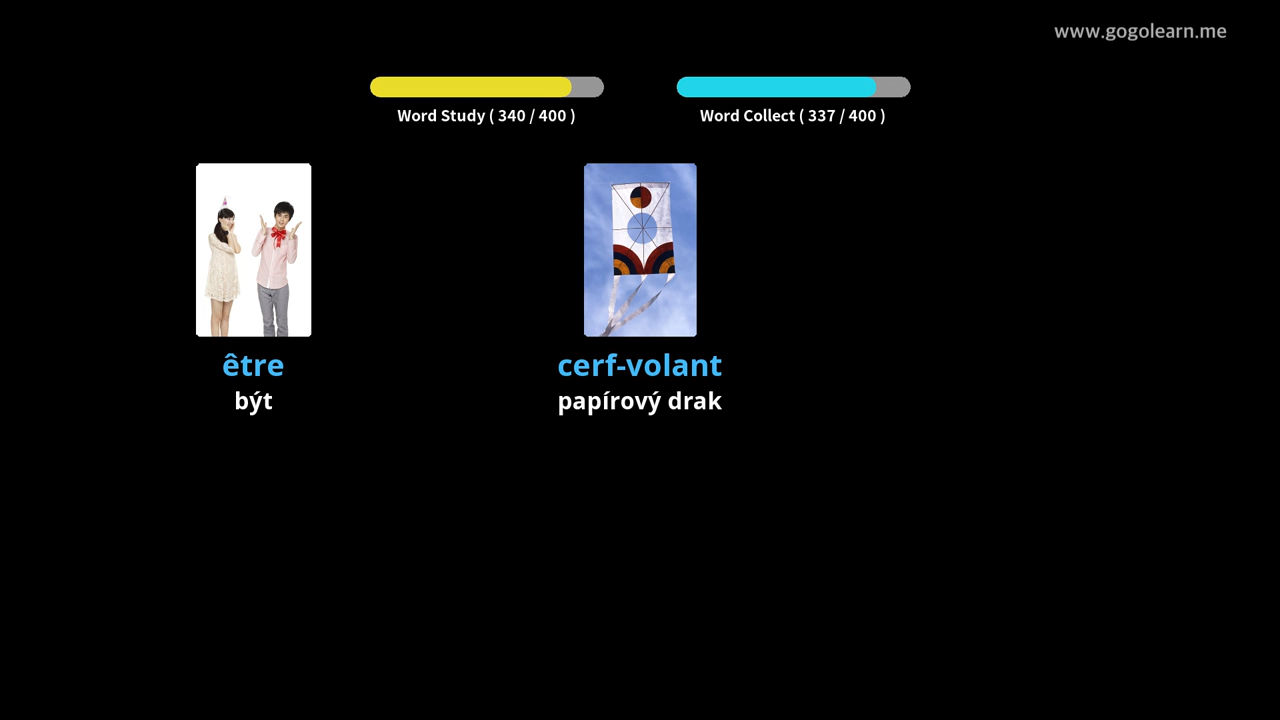 www.gogolearn.me
Word Study ( 340 / 400 )
Word Collect ( 337 / 400 )
être
být
cerf-volant
papírový drak